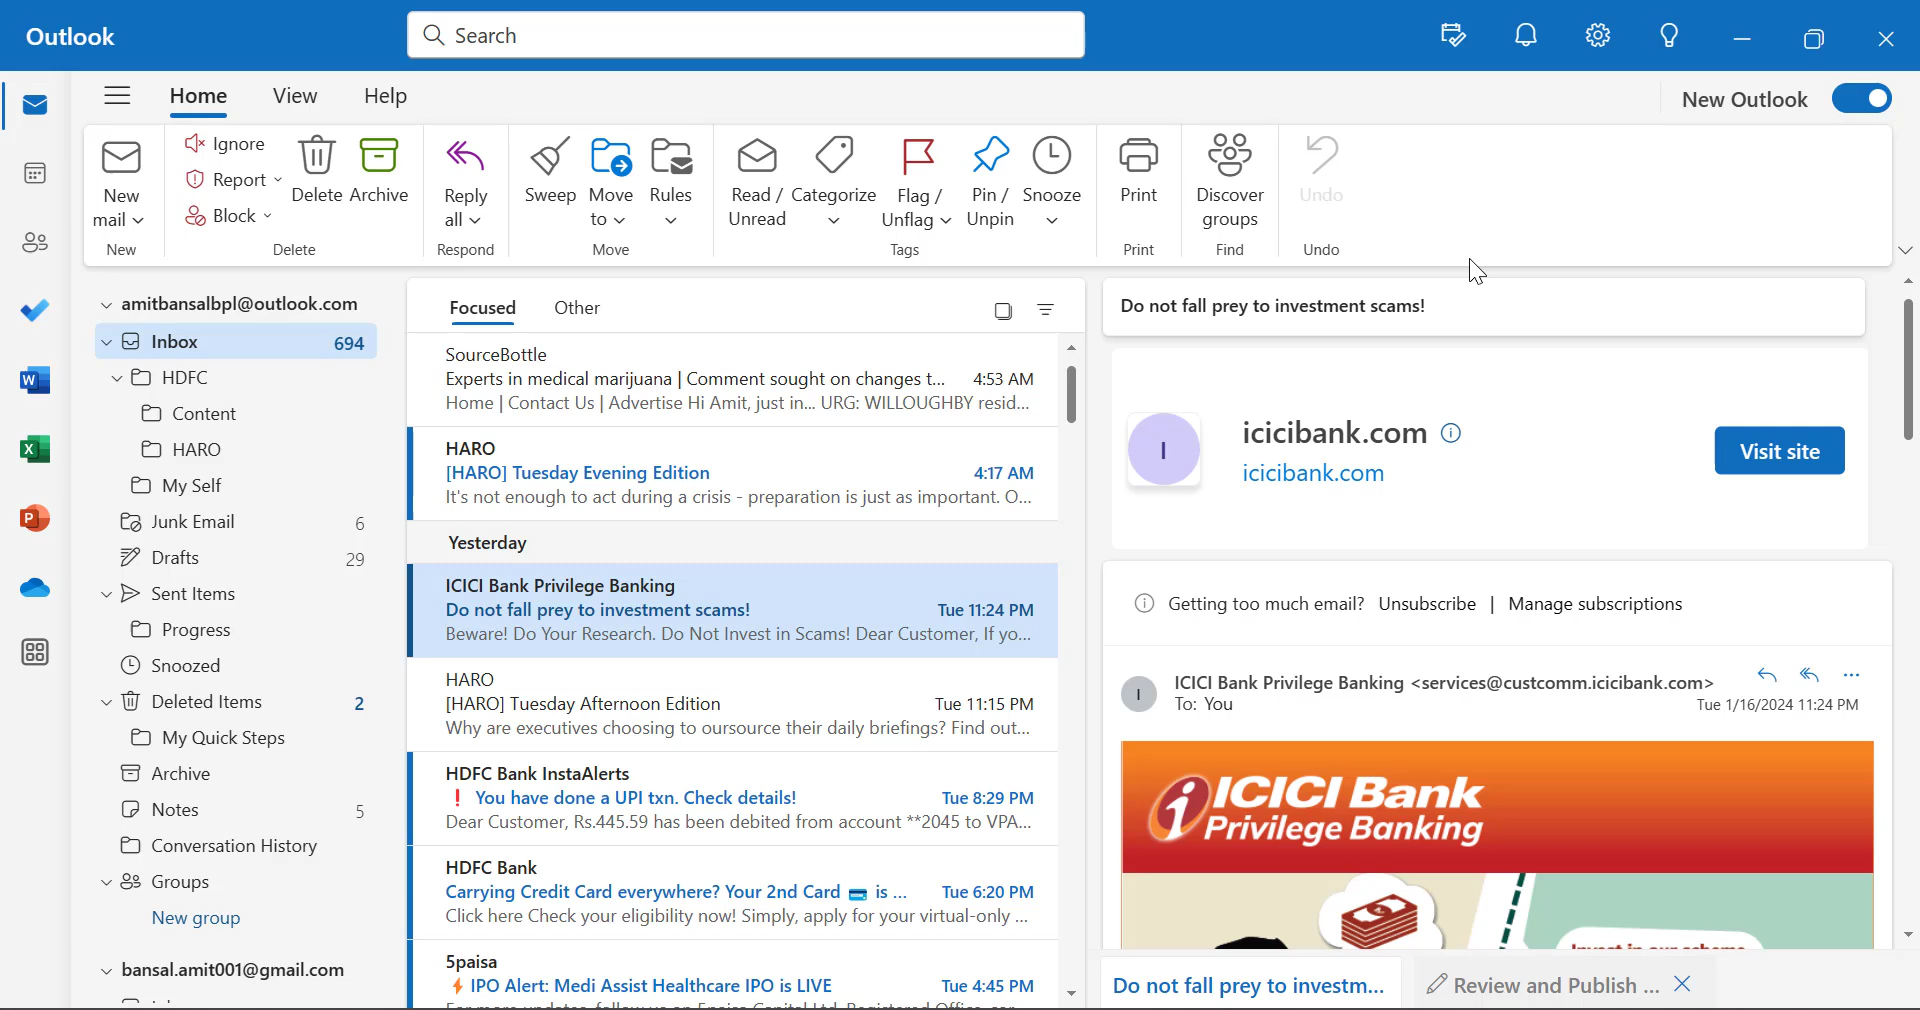 Outlook
Search
Home View Help
New Outlook
New mail
Ignore
Report
Block
Delete
Archive
Reply all
Sweep
Move to
Rules
Read / Unread
Categorize
Flag / Unflag
Pin / Unpin
Snooze
Print
Discover groups
Undo
New
Delete
Respond
Move
Tags
Print
Find
Undo
amitbansalbpl@outlook.com
Inbox 694
HDFC
Content
HARO
My Self
Junk Email 6
Drafts 29
Sent Items
Progress
Snoozed
Deleted Items 2
My Quick Steps
Archive
Notes 5
Conversation History
Groups
New group
bansal.amit001@gmail.com
Focused Other
SourceBottle
Experts in medical marijuana | Comment sought on changes t... 4:53 AM
Home | Contact Us | Advertise Hi Amit, just in... URG: WILLOUGHBY resid...
HARO
[HARO] Tuesday Evening Edition 4:17 AM
It's not enough to act during a crisis - preparation is just as important. O...
Yesterday
ICICI Bank Privilege Banking
Do not fall prey to investment scams! Tue 11:24 PM
Beware! Do Your Research. Do Not Invest in Scams! Dear Customer, If yo...
HARO
[HARO] Tuesday Afternoon Edition Tue 11:15 PM
Why are executives choosing to oursource their daily briefings? Find out...
HDFC Bank InstaAlerts
❗ You have done a UPI txn. Check details! Tue 8:29 PM
Dear Customer, Rs.445.59 has been debited from account **2045 to VPA...
HDFC Bank
Carrying Credit Card everywhere? Your 2nd Card 💳 is ... Tue 6:20 PM
Click here Check your eligibility now! Simply, apply for your virtual-only ...
5paisa
⚡ IPO Alert: Medi Assist Healthcare IPO is LIVE Tue 4:45 PM
Do not fall prey to investment scams!
I
icicibank.com
icicibank.com
Visit site
Getting too much email? Unsubscribe | Manage subscriptions
I
ICICI Bank Privilege Banking <services@custcomm.icicibank.com>
To: You
Tue 1/16/2024 11:24 PM
ICICI Bank
Privilege Banking
Do not fall prey to investm...
Review and Publish ...